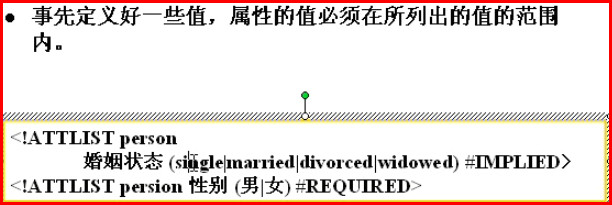 ● 事先定义好一些值，属性的值必须在所列出的值的范围
内。
<!ATTLIST person
婚姻状态 (single|married|divorced|widowed) #IMPLIED>
<!ATTLIST persion 性别 (男|女) #REQUIRED>